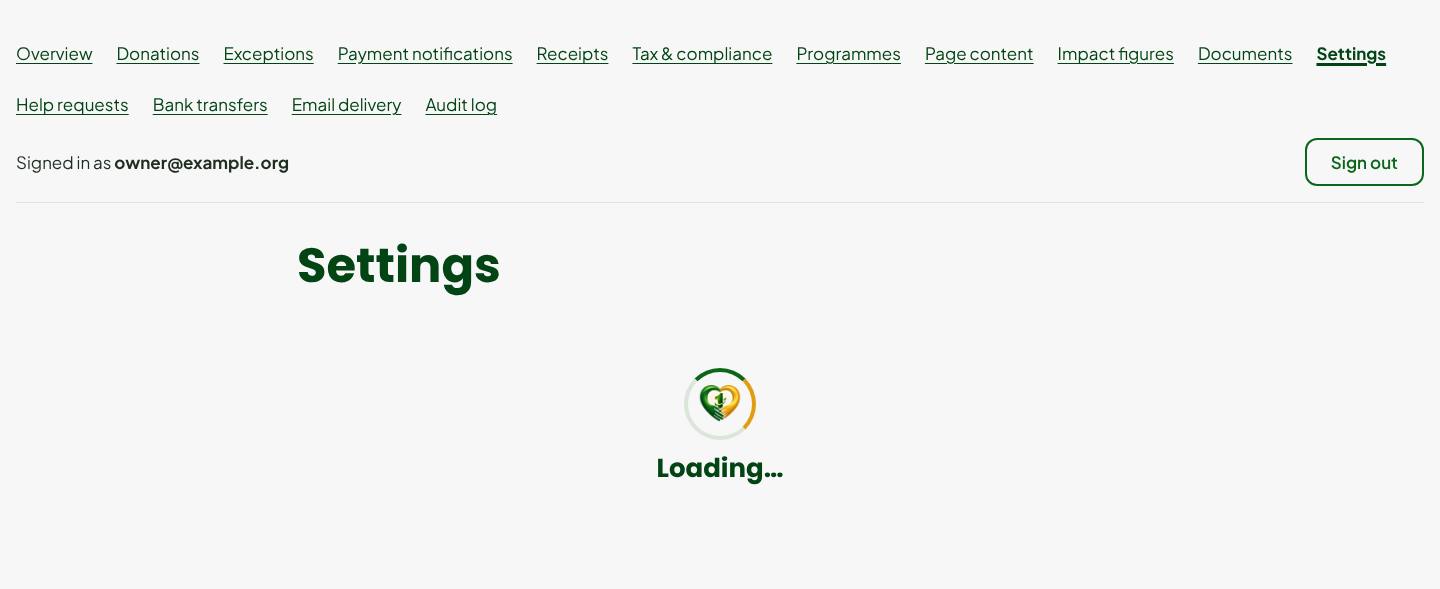 Overview Donations Exceptions Payment notifications Receipts Tax & compliance Programmes Page content Impact figures Documents Settings
Help requests Bank transfers Email delivery Audit log
Signed in as owner@example.org Sign out
Settings
Loading...